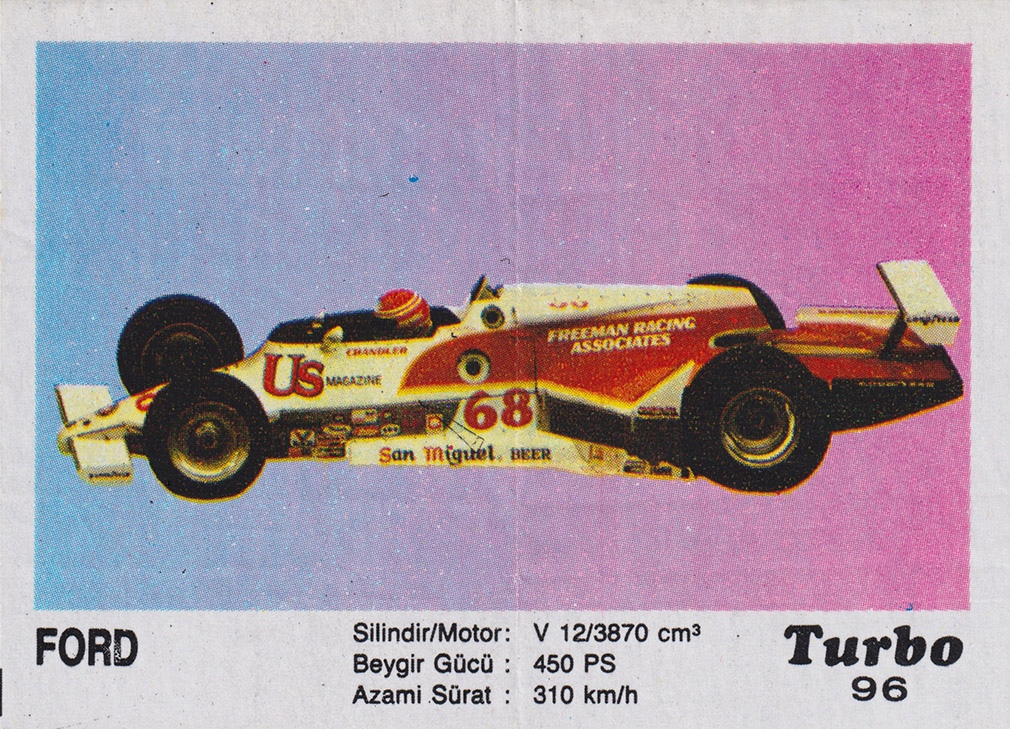 CHANDLER
US
MAGAZINE
FREEMAN RACING
ASSOCIATES
68
San Miguel BEER
FORD
Silindir/Motor: V 12/3870 cm³
Beygir Gücü : 450 PS
Azami Sürat : 310 km/h
Turbo
96